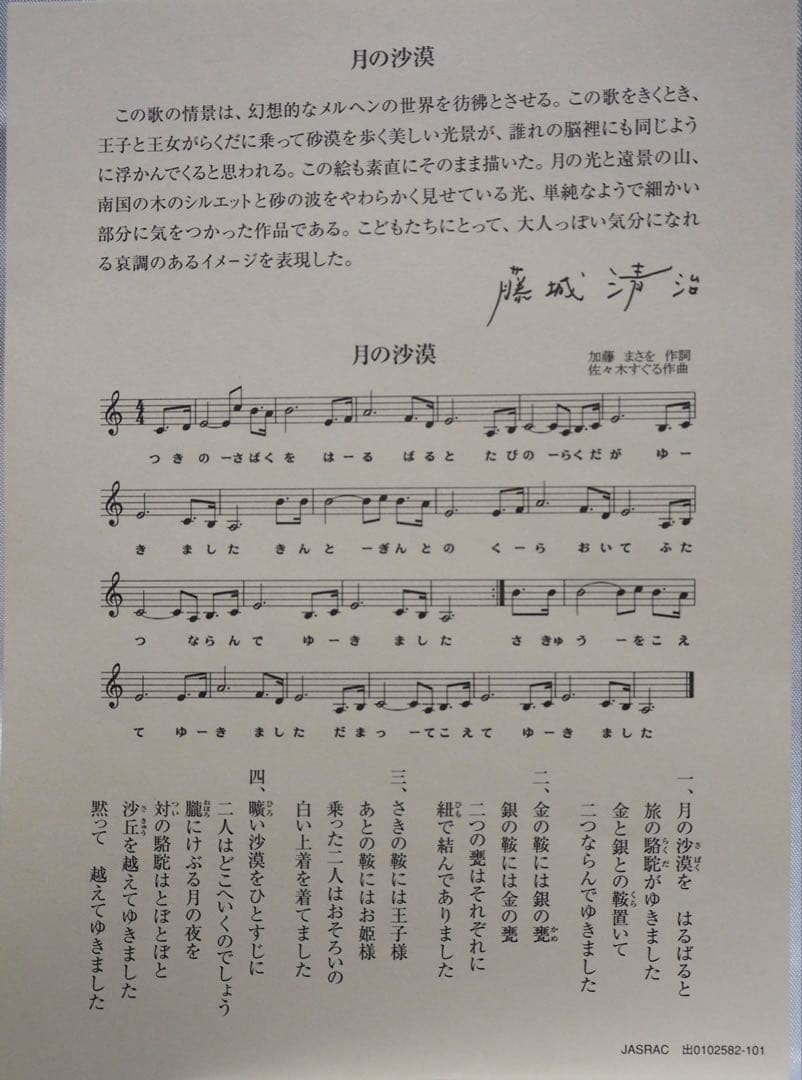 月の沙漠
この歌の情景は、幻想的なメルヘンの世界を彷彿とさせる。この歌をきくとき、
王子と王女がらくだに乗って砂漠を歩く美しい光景が、誰れの脳裡にも同じよう
に浮かんでくると思われる。この絵も素直にそのまま描いた。月の光と遠景の山、
南国の木のシルエットと砂の波をやわらかく見せている光、単純なようで細かい
部分に気をつかった作品である。こどもたちにとって、大人っぽい気分になれ
る哀調のあるイメージを表現した。
藤城清治
月の沙漠
加藤 まさを 作詞
佐々木すぐる作曲
4
4
つきの ーさばくを はーる ばると たびの ーらくだが ゆー
き ました きんと ーぎんとの くーら おいて ふた
つ ならんで ゆーき ました さきゅう ーをこえ
て ゆーき ました だまっ ーてこえて ゆーき ました
一、月の沙漠を はるばると
さばく
旅の駱駝がゆきました
らくだ
金と銀との鞍置いて
くら
二つならんでゆきました
二、金の鞍には銀の甕
かめ
銀の鞍には金の甕
二つの甕はそれぞれに
紐で結んでありました
ひも
三、さきの鞍には王子様
あとの鞍にはお姫様
乗った二人はおそろいの
白い上着を着てました
四、曠い沙漠をひとすじに
ひろ
二人はどこへいくのでしょう
朧にけぶる月の夜を
おぼろ
対の駱駝はとぼとぼと
つい
沙丘を越えてゆきました
さきゅう
黙って 越えてゆきました
JASRAC 出0102582-101